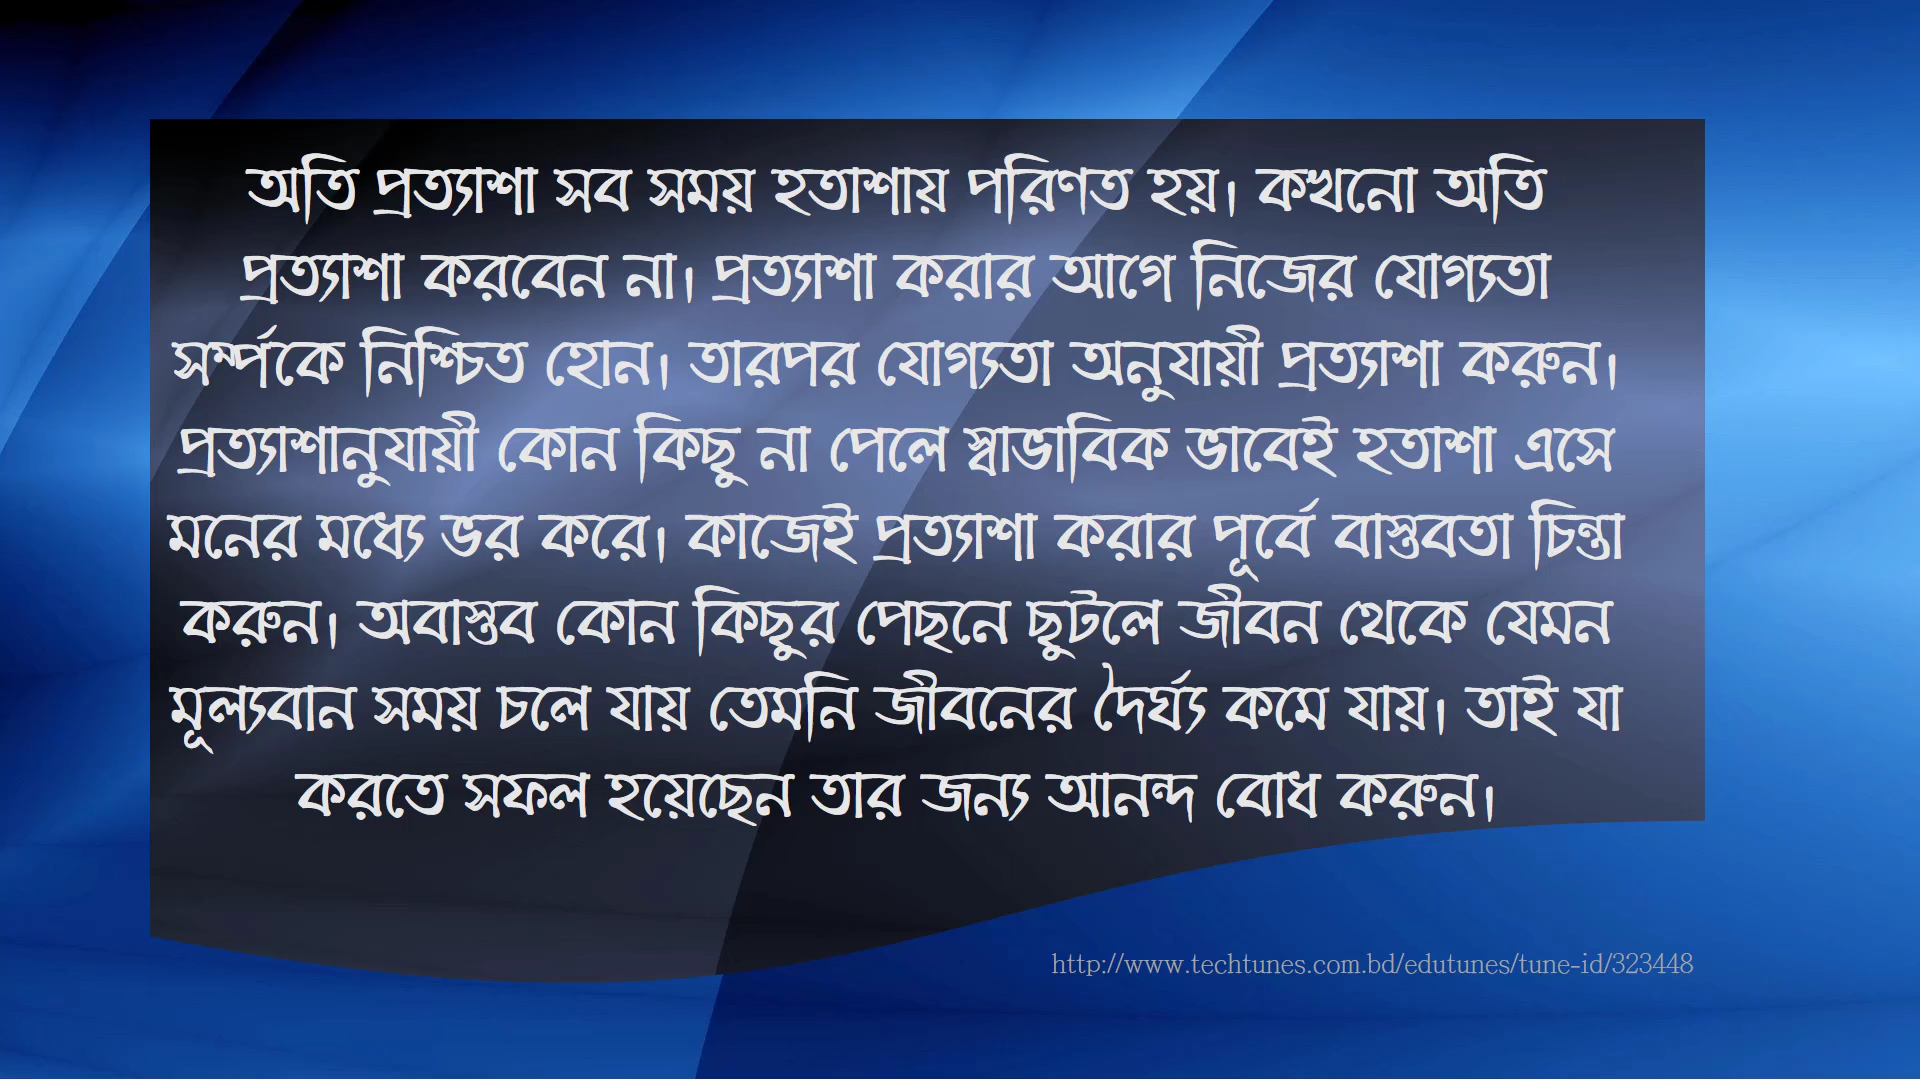 অতি প্রত্যাশা সব সময় হতাশায় পরিণত হয়। কখনো অতি
প্রত্যাশা করবেন না। প্রত্যাশা করার আগে নিজের যোগ্যতা
সর্ম্পকে নিশ্চিত হোন। তারপর যোগ্যতা অনুযায়ী প্রত্যাশা করুন।
প্রত্যাশানুযায়ী কোন কিছু না পেলে স্বাভাবিক ভাবেই হতাশা এসে
মনের মধ্যে ভর করে। কাজেই প্রত্যাশা করার পূর্বে বাস্তবতা চিন্তা
করুন। অবাস্তব কোন কিছুর পেছনে ছুটলে জীবন থেকে যেমন
মূল্যবান সময় চলে যায় তেমনি জীবনের দৈর্ঘ্য কমে যায়। তাই যা
করতে সফল হয়েছেন তার জন্য আনন্দ বোধ করুন।
http://www.techtunes.com.bd/edutunes/tune-id/323448